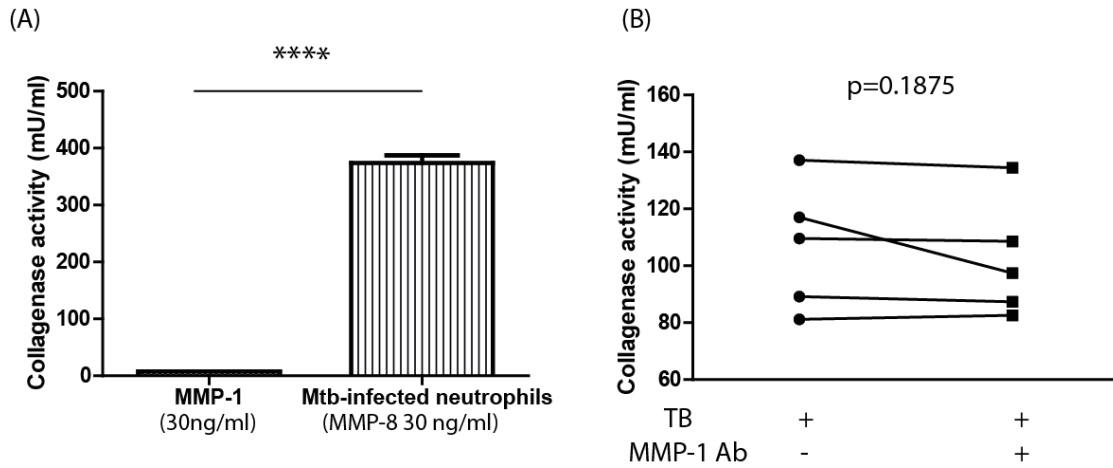 (A)
****
Collagenase activity (mU/ml)
500
400
300
200
100
0
MMP-1
(30ng/ml)
Mtb-infected neutrophils
(MMP-8 30 ng/ml)
(B)
p=0.1875
Collagenase activity (mU/ml)
160
140
120
100
80
60
TB + +
MMP-1 Ab - +